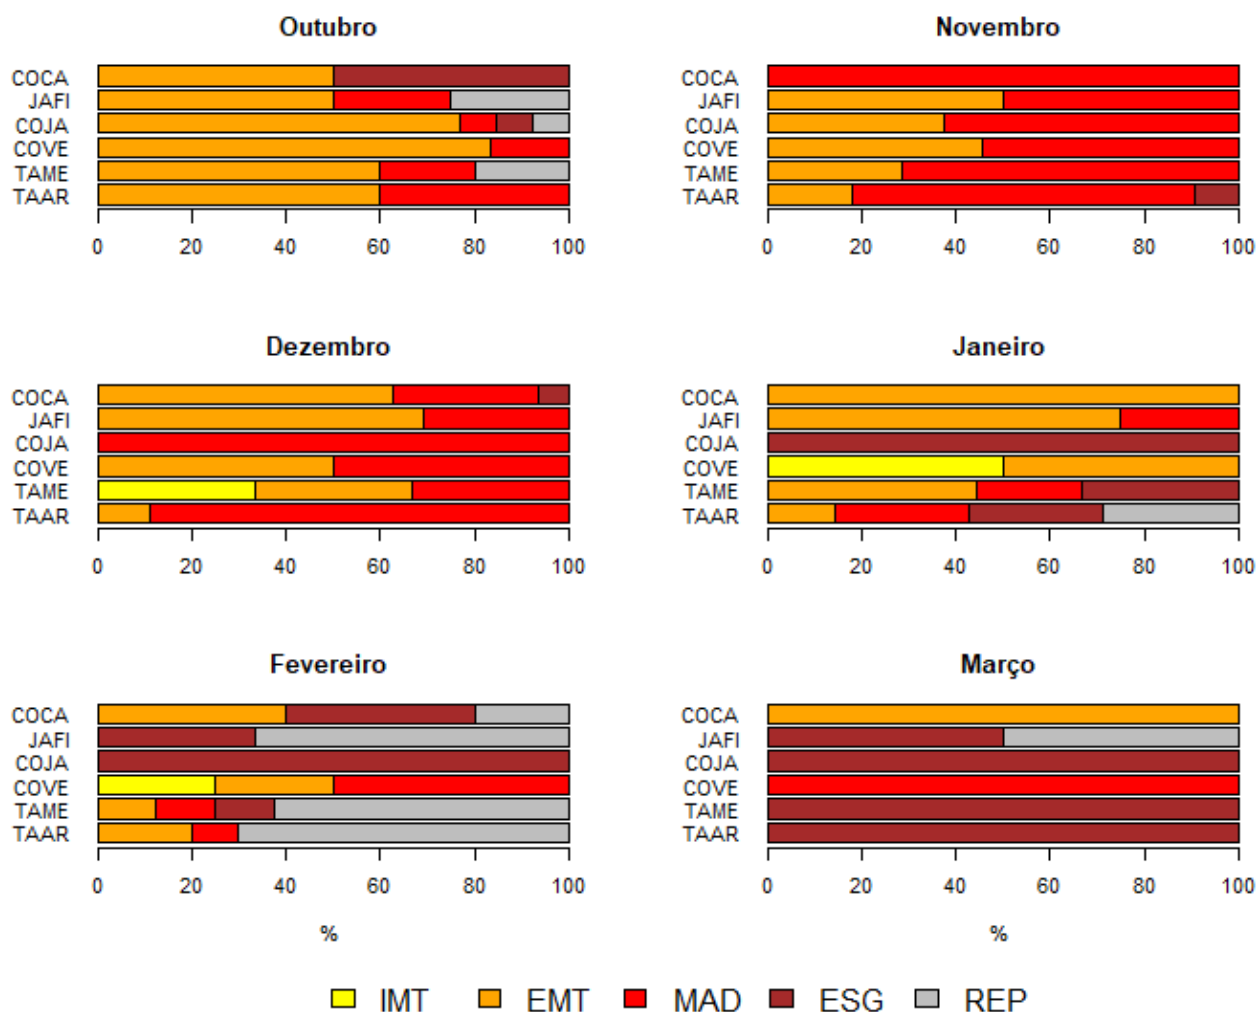 Outubro
COCA
JAFI
COJA
COVE
TAME
TAAR
0 20 40 60 80 100
Novembro
COCA
JAFI
COJA
COVE
TAME
TAAR
0 20 40 60 80 100
Dezembro
COCA
JAFI
COJA
COVE
TAME
TAAR
0 20 40 60 80 100
Janeiro
COCA
JAFI
COJA
COVE
TAME
TAAR
0 20 40 60 80 100
Fevereiro
COCA
JAFI
COJA
COVE
TAME
TAAR
0 20 40 60 80 100
%
Março
COCA
JAFI
COJA
COVE
TAME
TAAR
0 20 40 60 80 100
%
IMT EMT MAD ESG REP